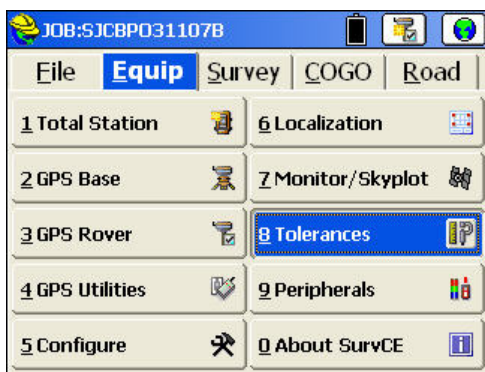 JOB:SJCBPO31107B
File Equip Survey COGO Road
1 Total Station
2 GPS Base
3 GPS Rover
4 GPS Utilities
5 Configure
6 Localization
7 Monitor/Skyplot
8 Tolerances
9 Peripherals
0 About SurvCE